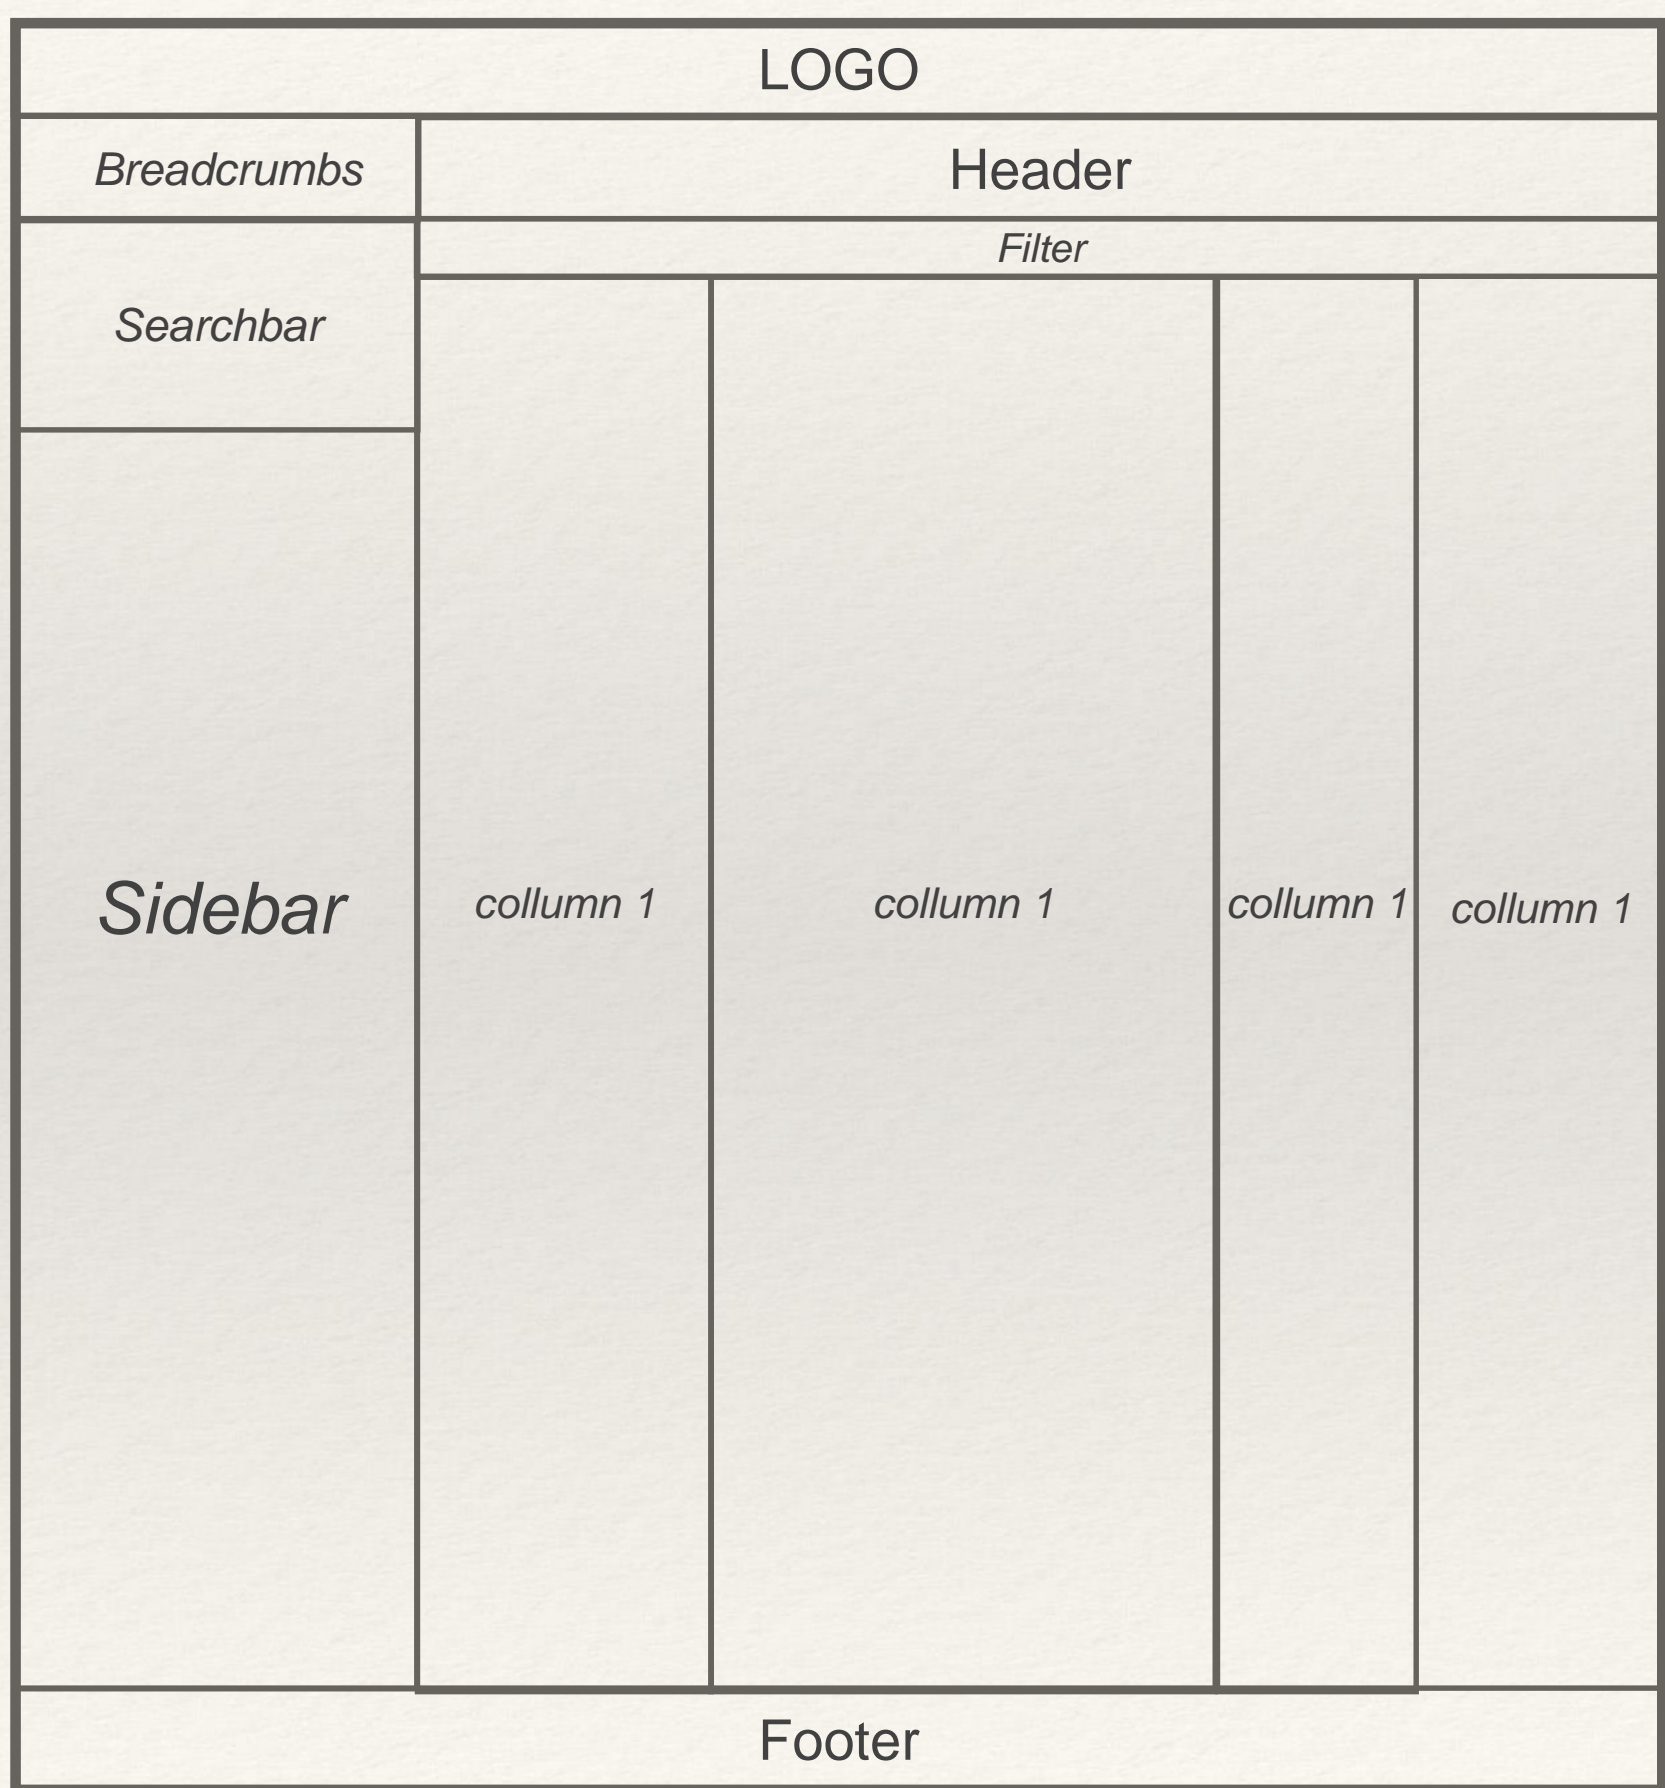 LOGO
Breadcrumbs
Header
Filter
Searchbar
Sidebar
collumn 1
collumn 1
collumn 1
collumn 1
Footer